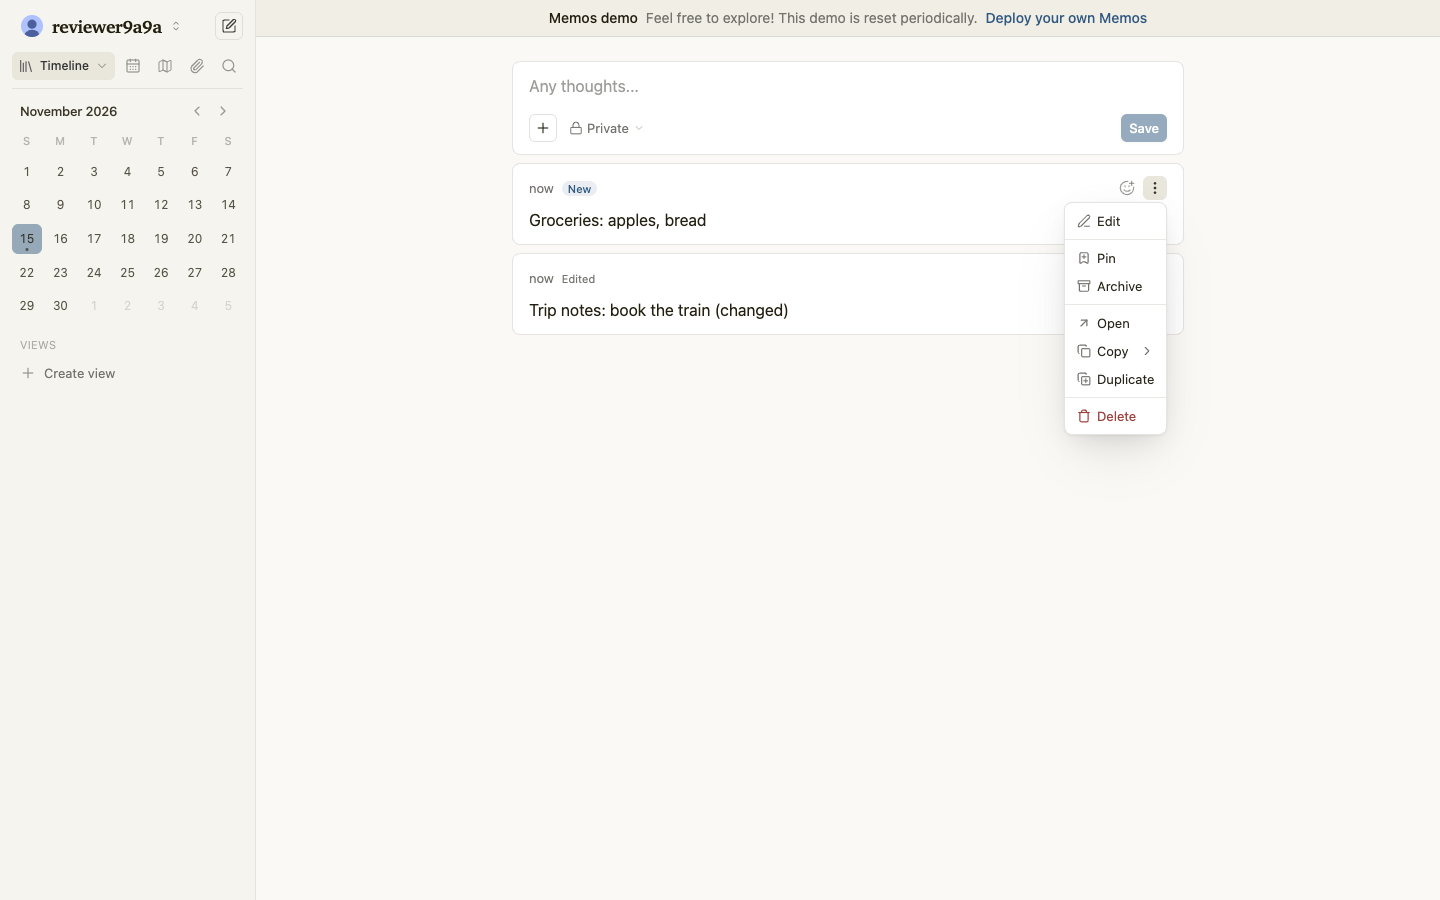 reviewer9a9a
Timeline
November 2026
S M T W T F S
1 2 3 4 5 6 7
8 9 10 11 12 13 14
15 16 17 18 19 20 21
22 23 24 25 26 27 28
29 30 1 2 3 4 5
VIEWS
Create view
Memos demo Feel free to explore! This demo is reset periodically. Deploy your own Memos
Any thoughts...
Private
Save
now New
Groceries: apples, bread
now Edited
Trip notes: book the train (changed)
Edit
Pin
Archive
Open
Copy
Duplicate
Delete